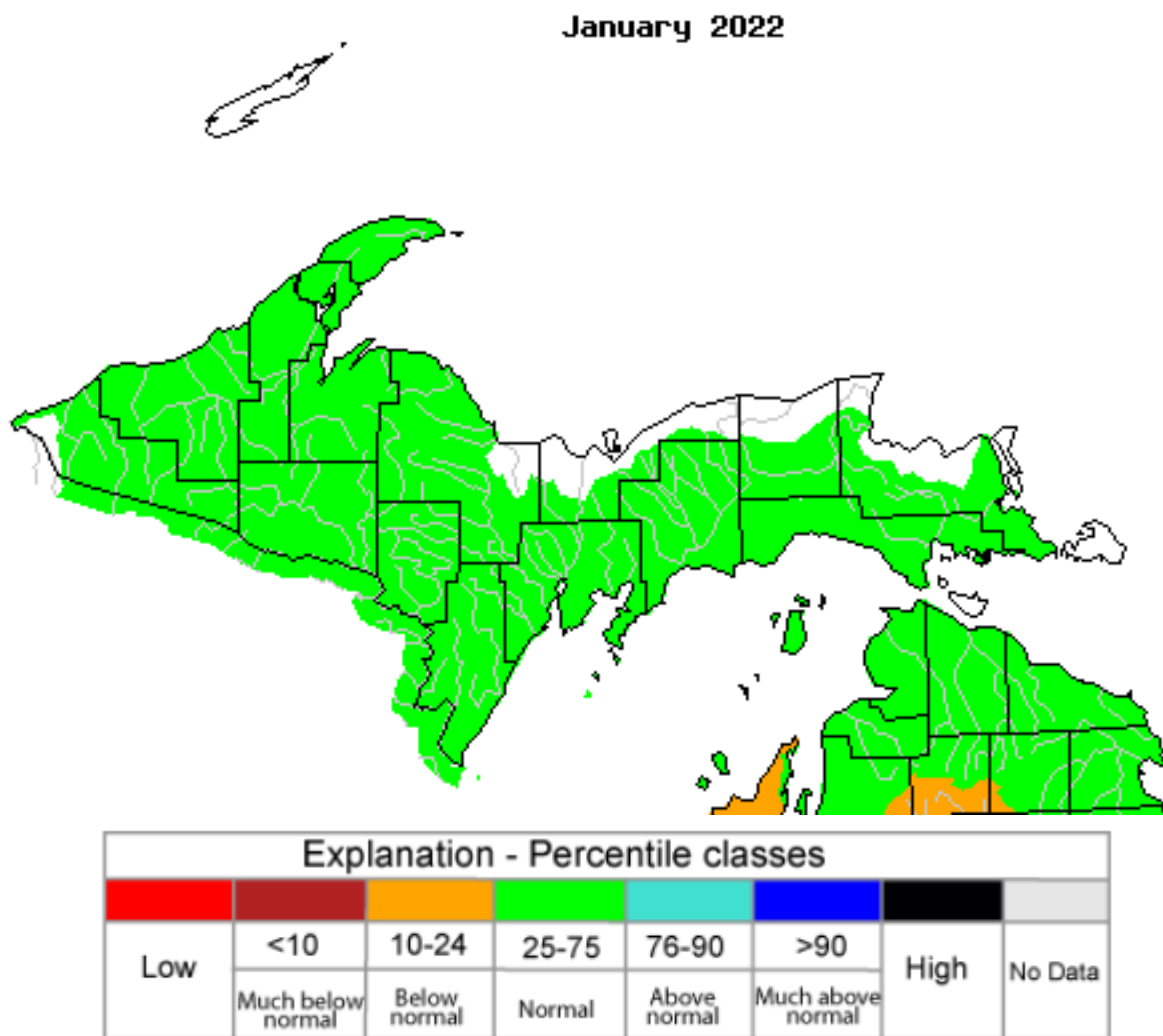 January 2022
Explanation - Percentile classes
Low
<10
10-24
25-75
76-90
>90
High
No Data
Much below
normal
Below
normal
Normal
Above
normal
Much above
normal